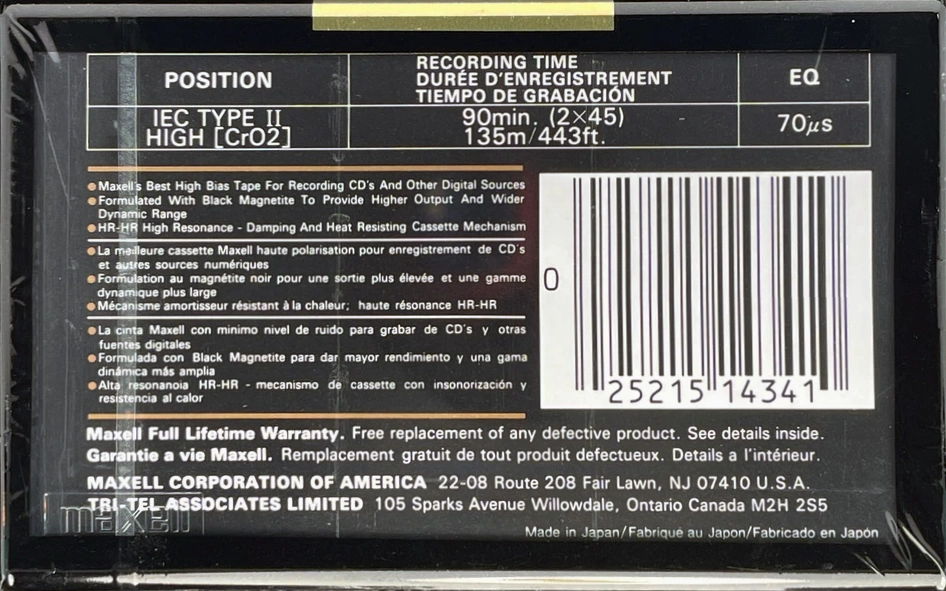 POSITION
RECORDING TIME
DURÉE D'ENREGISTREMENT
TIEMPO DE GRABACIÓN
EQ
IEC TYPE II
HIGH [CrO2]
90min. (2×45)
135m/443ft.
70μs
●Maxell's Best High Bias Tape For Recording CD's And Other Digital Sources
●Formulated With Black Magnetite To Provide Higher Output And Wider
Dynamic Range
●HR-HR High Resonance - Damping And Heat Resisting Cassette Mechanism
●La meilleure cassette Maxell haute polarisation pour enregistrement de CD's
et autres sources numériques
●Formulation au magnétite noir pour une sortie plus élevée et une gamme
dynamique plus large
●Mécanisme amortisseur résistant à la chaleur; haute résonance HR-HR
●La cinta Maxell con minimo nivel de ruido para grabar de CD's y otras
fuentes digitales
●Formulada con Black Magnetite para dar mayor rendimiento y una gama
dinámica más amplia
●Alta resonanoia HR-HR - mecanismo de cassette con insonorización y
resistencia al calor
0
25215 14341
Maxell Full Lifetime Warranty. Free replacement of any defective product. See details inside.
Garantie a vie Maxell. Remplacement gratuit de tout produit defectueux. Details a l'intérieur.
MAXELL CORPORATION OF AMERICA 22-08 Route 208 Fair Lawn, NJ 07410 U.S.A.
TRI-TEL ASSOCIATES LIMITED 105 Sparks Avenue Willowdale, Ontario Canada M2H 2S5
maxell
Made in Japan/Fabriqué au Japon/Fabricado en Japón